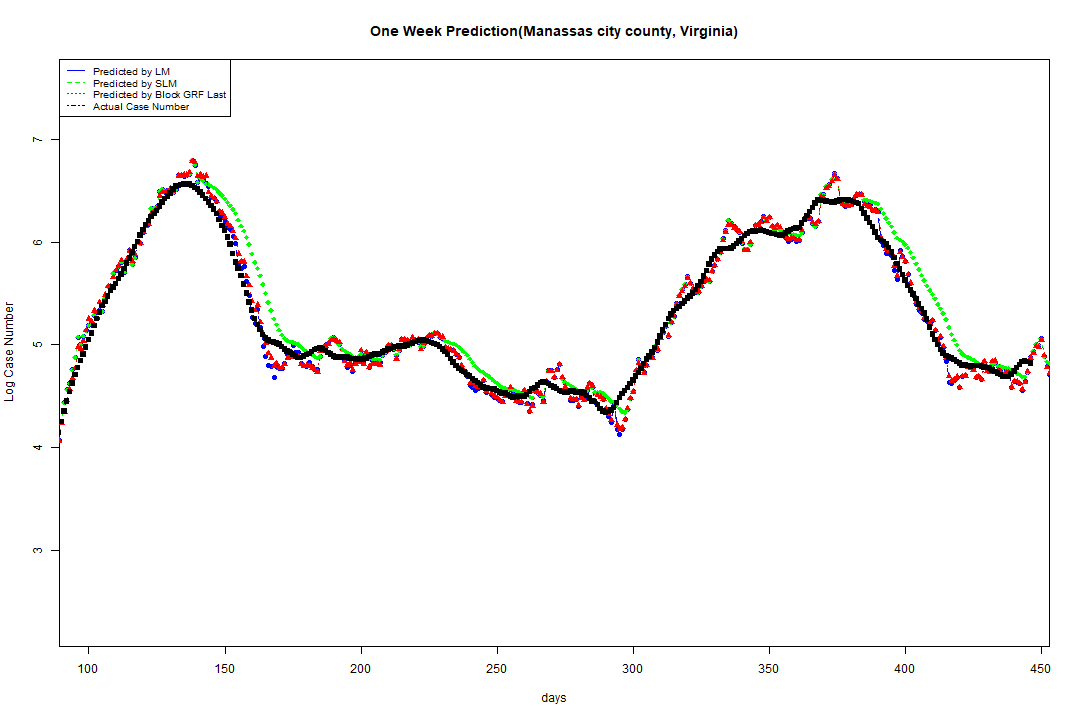 One Week Prediction(Manassas city county, Virginia)
Predicted by LM
Predicted by SLM
Predicted by Block GRF Last
Actual Case Number
Log Case Number
7
6
5
4
3
100 150 200 250 300 350 400 450
days